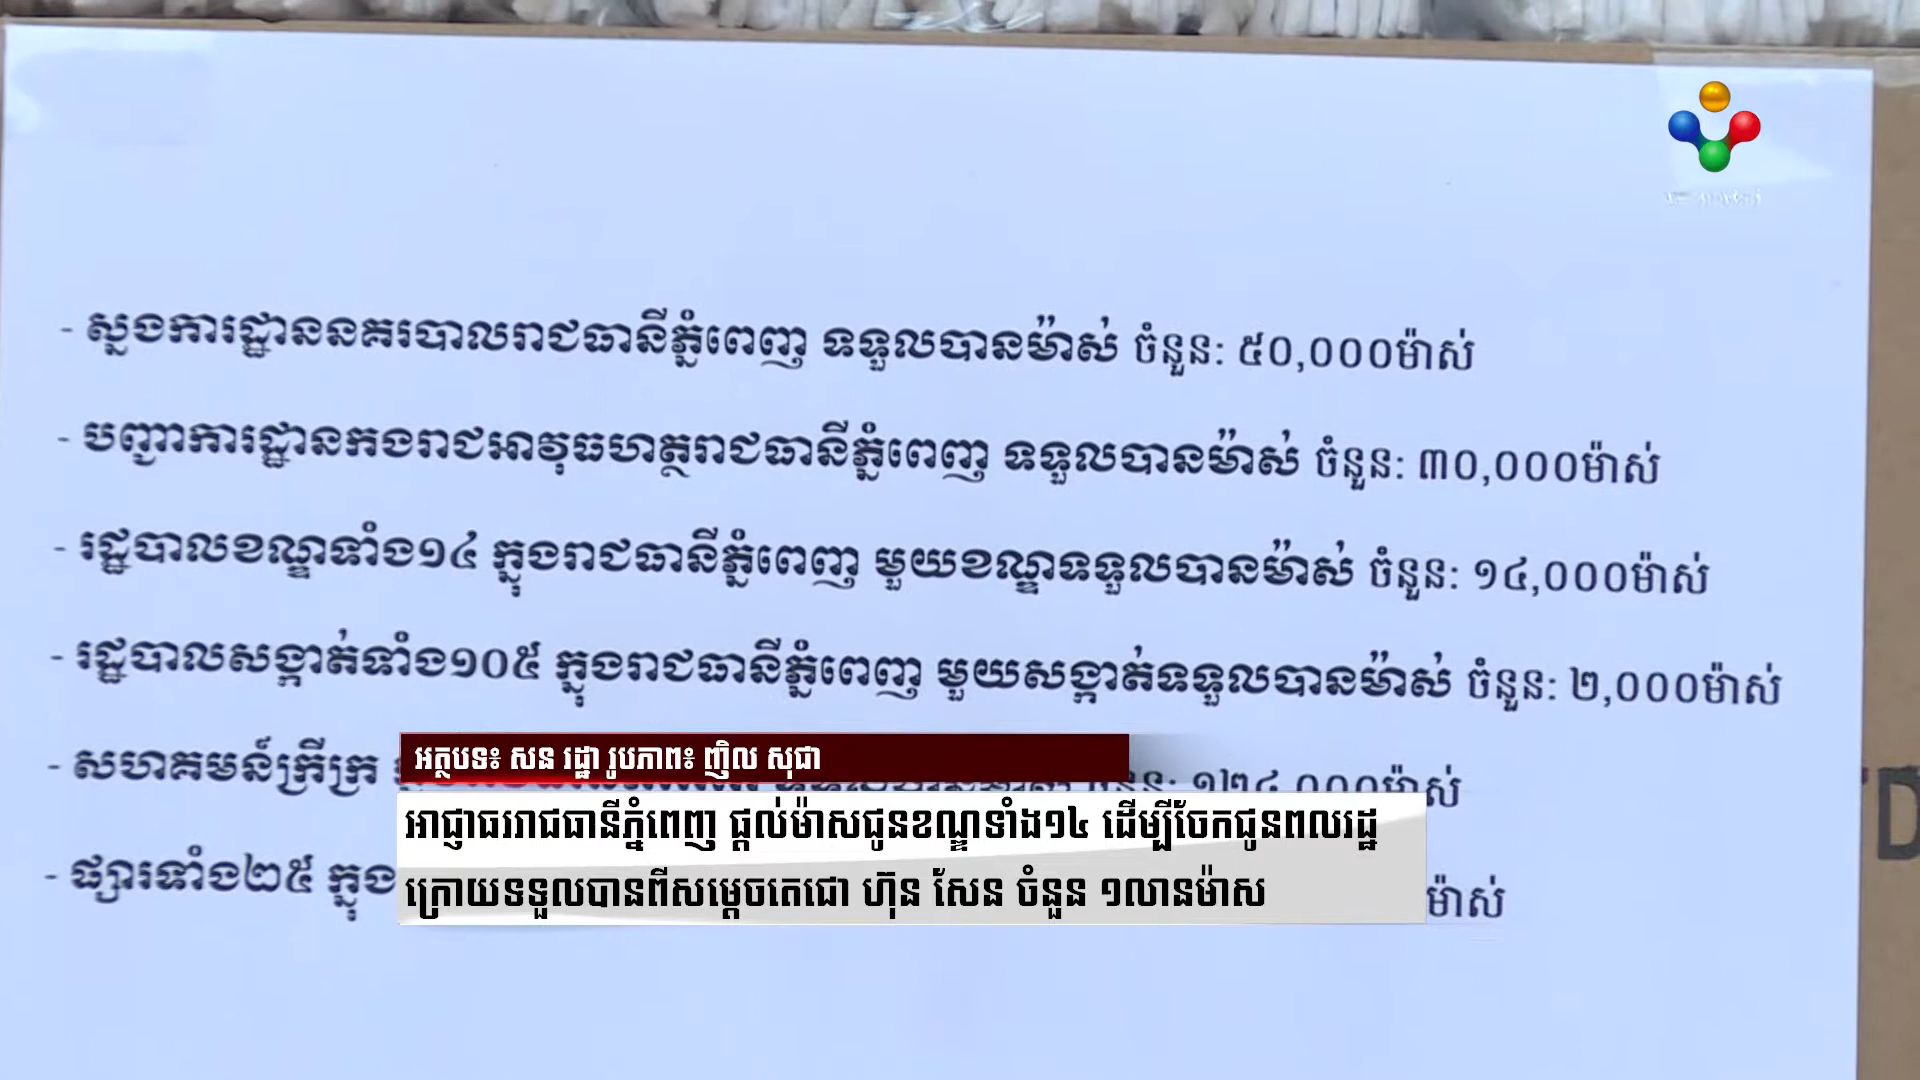 - ស្នងការដ្ឋាននគរបាលរាជធានីភ្នំពេញ ទទួលបានម៉ាស់ ចំនួន: ៥០,០០០ម៉ាស់
- បញ្ជាការដ្ឋានកងរាជអាវុធហត្ថរាជធានីភ្នំពេញ ទទួលបានម៉ាស់ ចំនួន: ៣០,០០០ម៉ាស់
- រដ្ឋបាលខណ្ឌទាំង១៤ ក្នុងរាជធានីភ្នំពេញ មួយខណ្ឌទទួលបានម៉ាស់ ចំនួន: ១៤,០០០ម៉ាស់
- រដ្ឋបាលសង្កាត់ទាំង១០៥ ក្នុងរាជធានីភ្នំពេញ មួយសង្កាត់ទទួលបានម៉ាស់ ចំនួន: ២,០០០ម៉ាស់
- សហគមន៍ក្រីក្រ ១២៤,០០០ម៉ាស់
- ផ្សារទាំង២៥ ក្នុង ម៉ាស់
អត្ថបទ៖ សន រដ្ឋា រូបភាព៖ ញិល សុជា
អាជ្ញាធររាជធានីភ្នំពេញ ផ្តល់ម៉ាសជូនខណ្ឌទាំង១៤ ដើម្បីចែកជូនពលរដ្ឋ
ក្រោយទទួលបានពីសម្តេចតេជោ ហ៊ុន សែន ចំនួន ១លានម៉ាស